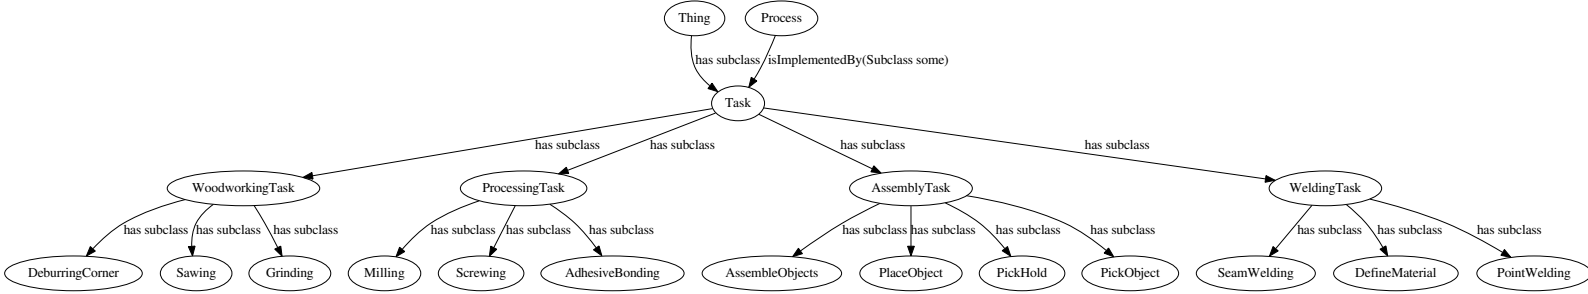 Thing Process
has subclass isImplementedBy(Subclass some)
Task
has subclass has subclass has subclass has subclass
WoodworkingTask ProcessingTask AssemblyTask WeldingTask
has subclass has subclass has subclass has subclass has subclass has subclass has subclass has subclass has subclass has subclass has subclass has subclass has subclass
DeburringCorner Sawing Grinding Milling Screwing AdhesiveBonding AssembleObjects PlaceObject PickHold PickObject SeamWelding DefineMaterial PointWelding